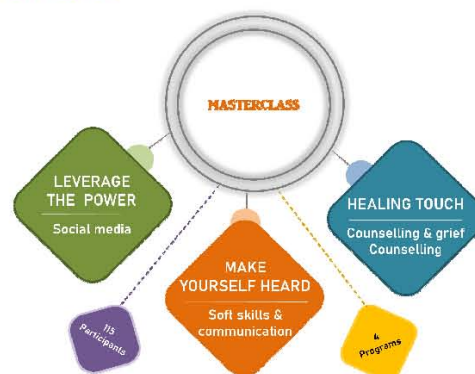 MASTERCLASS
LEVERAGE
THE POWER
Social media
MAKE
YOURSELF HEARD
Soft skills &
communication
HEALING TOUCH
Counselling & grief
Counselling
115
Participants
4
Programs